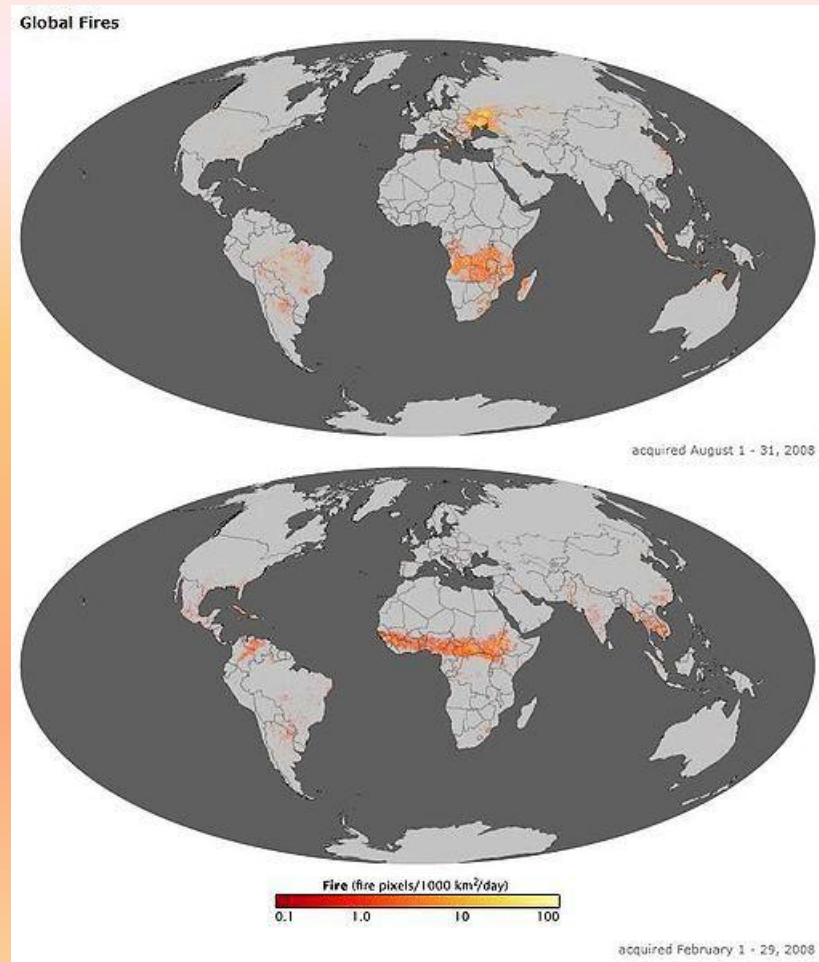 Global Fires
acquired August 1 - 31, 2008
Fire (fire pixels/1000 km²/day)
0.1 1.0 10 100
acquired February 1 - 29, 2008